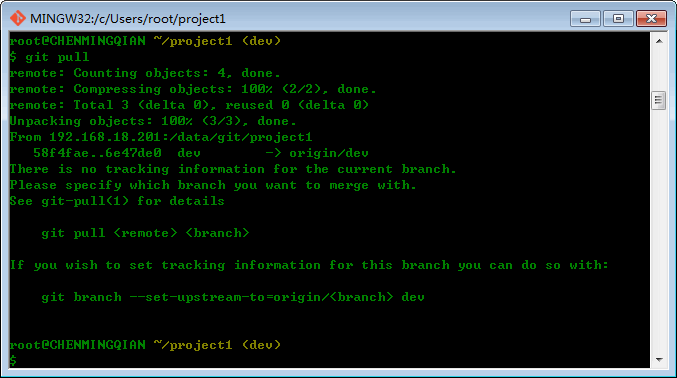 MINGW32:/c/Users/root/project1
root@CHENMINGQIAN ~/project1 (dev)
$ git pull
remote: Counting objects: 4, done.
remote: Compressing objects: 100% (2/2), done.
remote: Total 3 (delta 0), reused 0 (delta 0)
Unpacking objects: 100% (3/3), done.
From 192.168.18.201:/data/git/project1
   58f4fae..6e47de0  dev        -> origin/dev
There is no tracking information for the current branch.
Please specify which branch you want to merge with.
See git-pull(1) for details

    git pull <remote> <branch>

If you wish to set tracking information for this branch you can do so with:

    git branch --set-upstream-to=origin/<branch> dev


root@CHENMINGQIAN ~/project1 (dev)
$